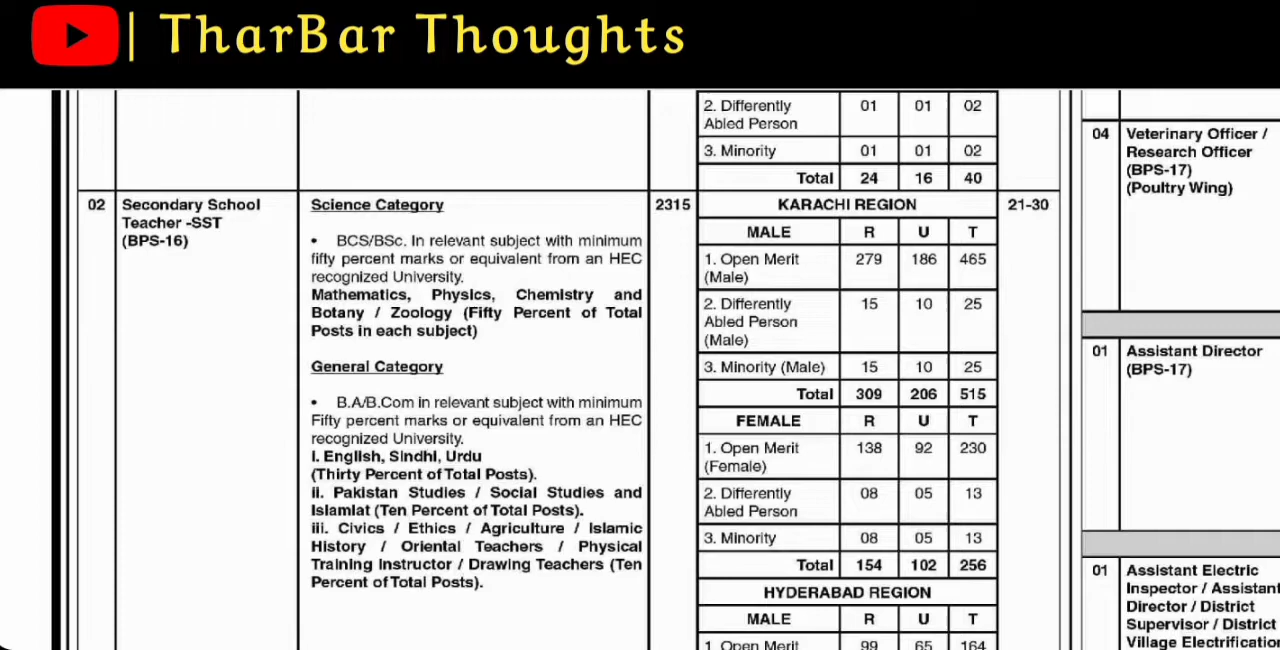 | TharBar Thoughts
2. Differently 01 01 02
Abled Person
3. Minority 01 01 02
Total 24 16 40
02 Secondary School Teacher -SST (BPS-16)
Science Category
• BCS/BSc. In relevant subject with minimum
fifty percent marks or equivalent from an HEC
recognized University.
Mathematics, Physics, Chemistry and
Botany / Zoology (Fifty Percent of Total
Posts in each subject)
General Category
• B.A/B.Com in relevant subject with minimum
Fifty percent marks or equivalent from an HEC
recognized University.
i. English, Sindhi, Urdu
(Thirty Percent of Total Posts).
ii. Pakistan Studies / Social Studies and
Islamiat (Ten Percent of Total Posts).
iii. Civics / Ethics / Agriculture / Islamic
History / Oriental Teachers / Physical
Training Instructor / Drawing Teachers (Ten
Percent of Total Posts).
2315
KARACHI REGION
MALE R U T
1. Open Merit 279 186 465
(Male)
2. Differently 15 10 25
Abled Person
(Male)
3. Minority (Male) 15 10 25
Total 309 206 515
FEMALE R U T
1. Open Merit 138 92 230
(Female)
2. Differently 08 05 13
Abled Person
3. Minority 08 05 13
Total 154 102 256
HYDERABAD REGION
MALE R U T
1. Open Merit 99 65 164
21-30
04 Veterinary Officer /
Research Officer
(BPS-17)
(Poultry Wing)
01 Assistant Director
(BPS-17)
01 Assistant Electric
Inspector / Assistant
Director / District
Supervisor / District
Village Electrification